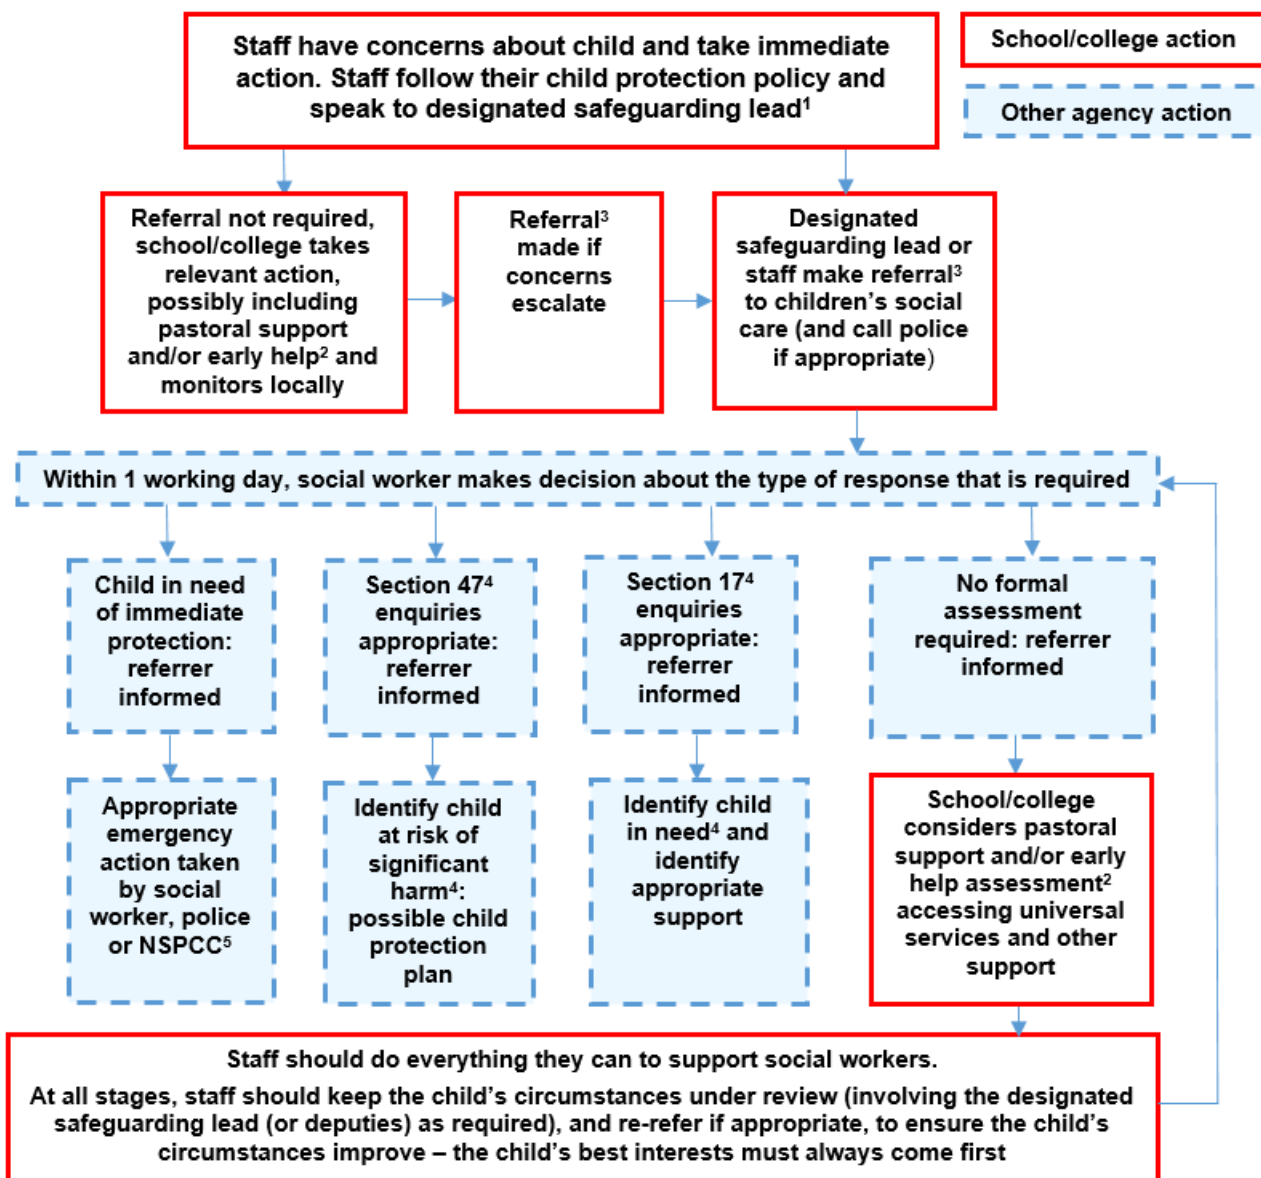 Staff have concerns about child and take immediate
action. Staff follow their child protection policy and
speak to designated safeguarding lead¹
School/college action
Other agency action
Referral not required,
school/college takes
relevant action,
possibly including
pastoral support
and/or early help² and
monitors locally
Referral³
made if
concerns
escalate
Designated
safeguarding lead or
staff make referral³
to children's social
care (and call police
if appropriate)
Within 1 working day, social worker makes decision about the type of response that is required
Child in need
of immediate
protection:
referrer
informed
Section 47⁴
enquiries
appropriate:
referrer
informed
Section 17⁴
enquiries
appropriate:
referrer
informed
No formal
assessment
required: referrer
informed
Appropriate
emergency
action taken
by social
worker, police
or NSPCC⁵
Identify child
at risk of
significant
harm⁴:
possible child
protection
plan
Identify child
in need⁴ and
identify
appropriate
support
School/college
considers pastoral
support and/or early
help assessment²
accessing universal
services and other
support
Staff should do everything they can to support social workers.
At all stages, staff should keep the child's circumstances under review (involving the designated
safeguarding lead (or deputies) as required), and re-refer if appropriate, to ensure the child's
circumstances improve – the child's best interests must always come first